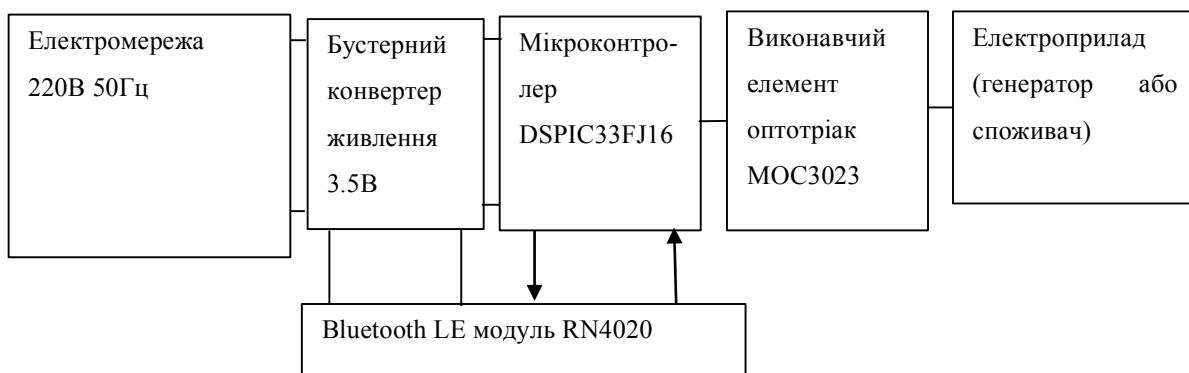 Електромережа
220В 50Гц
Бустерний
конвертер
живлення
3.5В
Мікроконтро-
лер
DSPIC33FJ16
Виконавчий
елемент
оптотріак
MOC3023
Електроприлад
(генератор або
споживач)
Bluetooth LE модуль RN4020